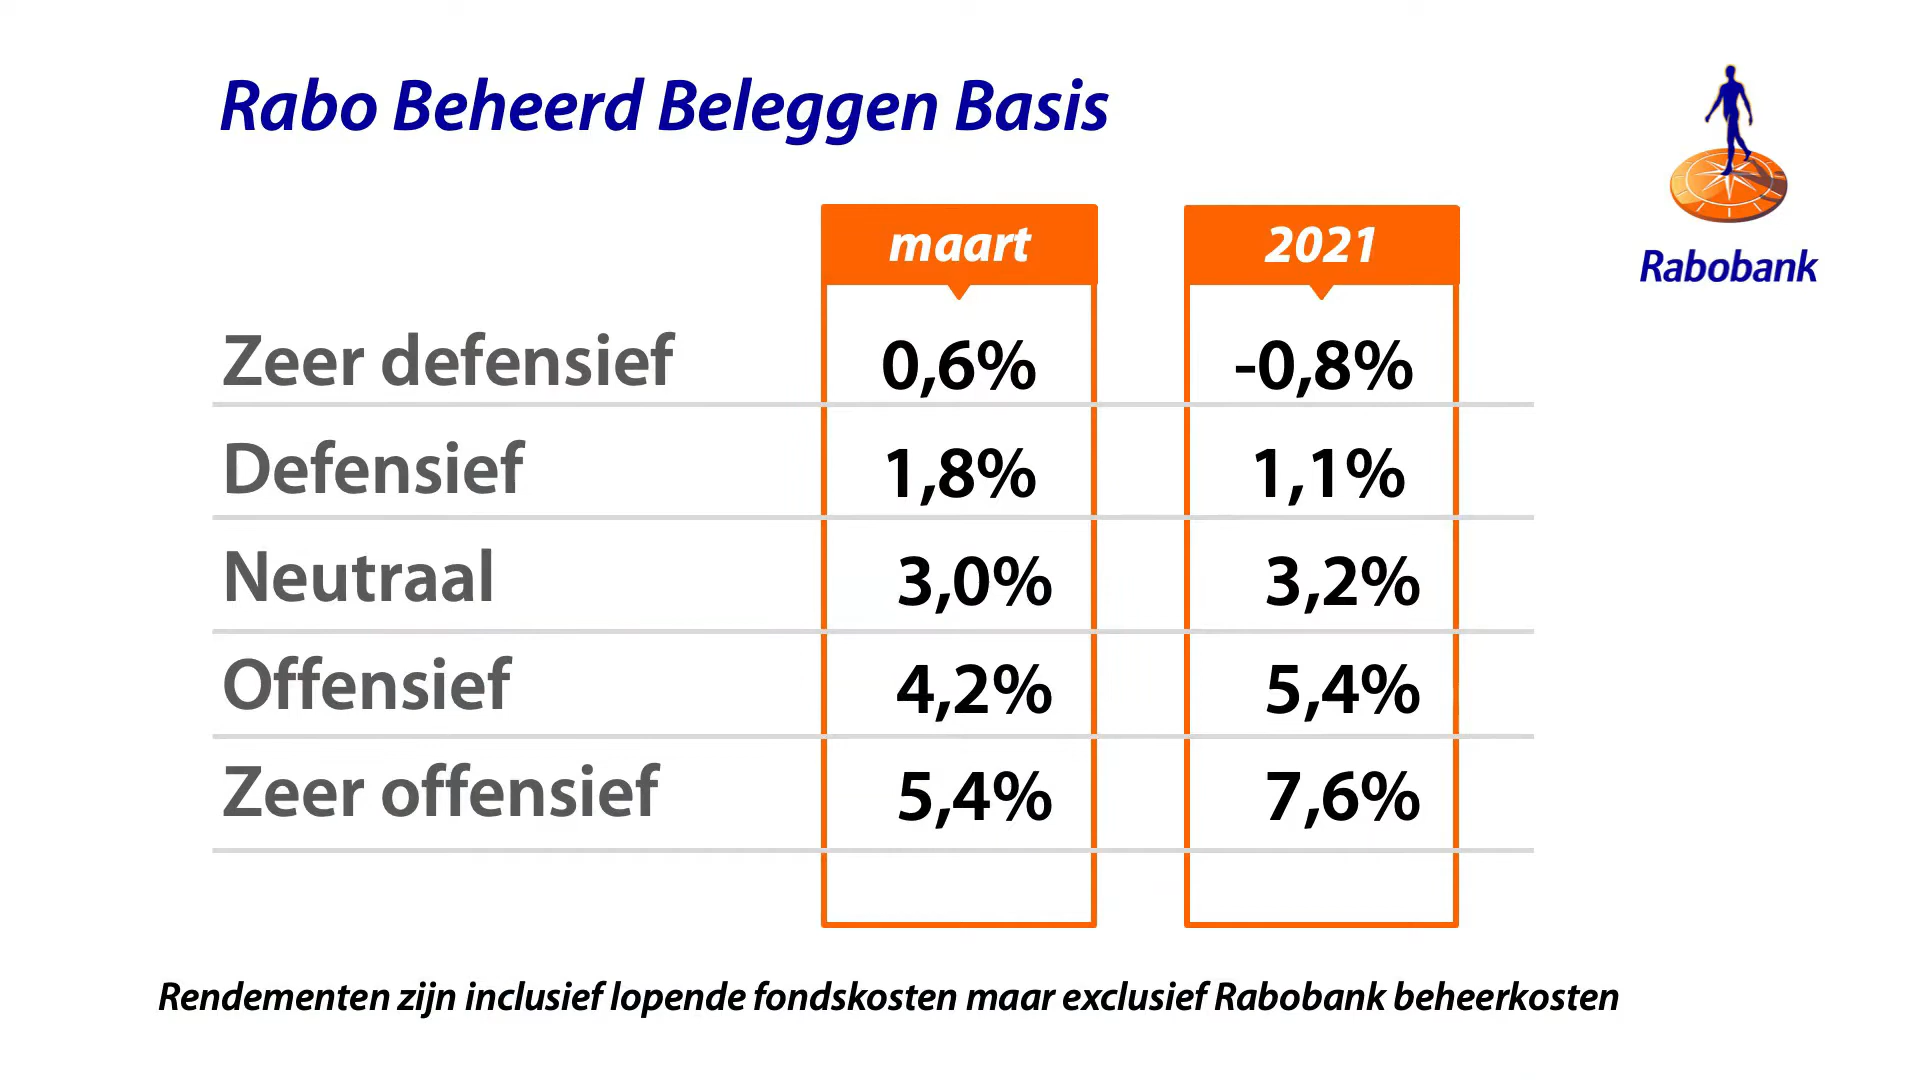 Rabo Beheerd Beleggen Basis
Rabobank
maart 2021
Zeer defensief 0,6% -0,8%
Defensief 1,8% 1,1%
Neutraal 3,0% 3,2%
Offensief 4,2% 5,4%
Zeer offensief 5,4% 7,6%
Rendementen zijn inclusief lopende fondskosten maar exclusief Rabobank beheerkosten